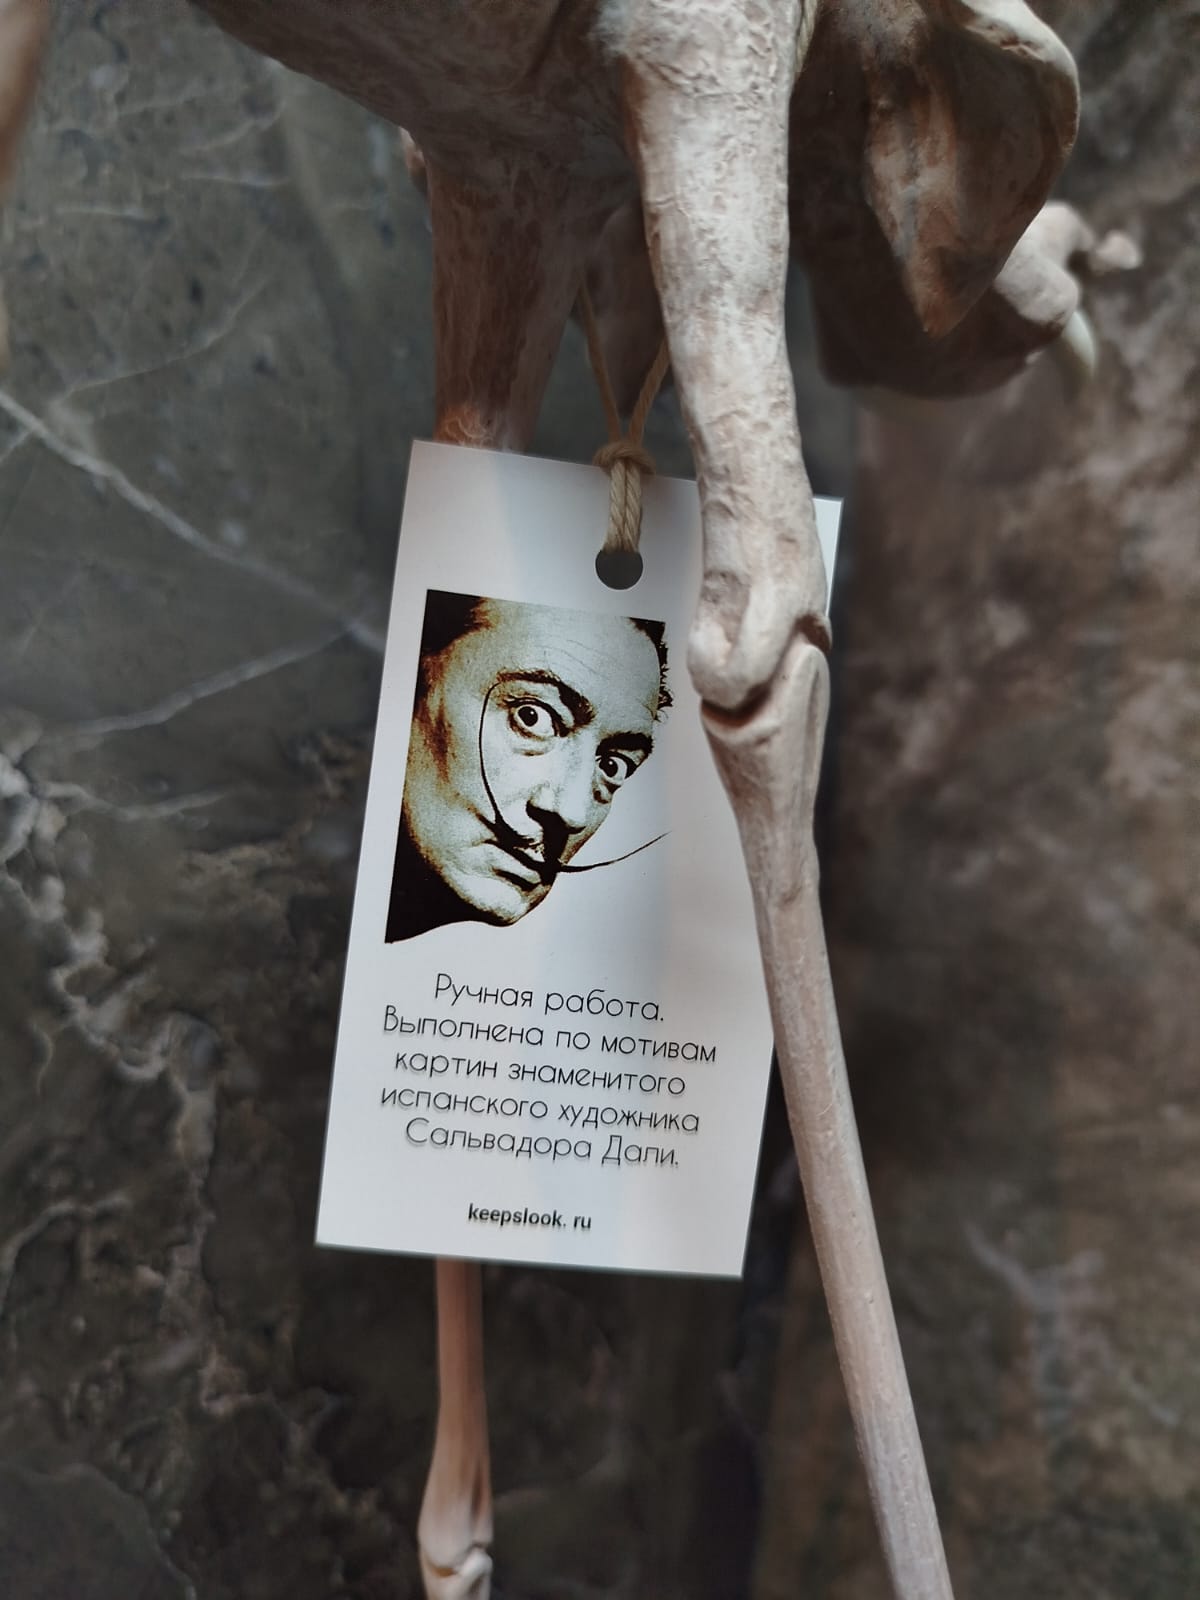 Ручная работа.
Выполнена по мотивам
картин знаменитого
испанского художника
Сальвадора Дали.
keepslook. ru